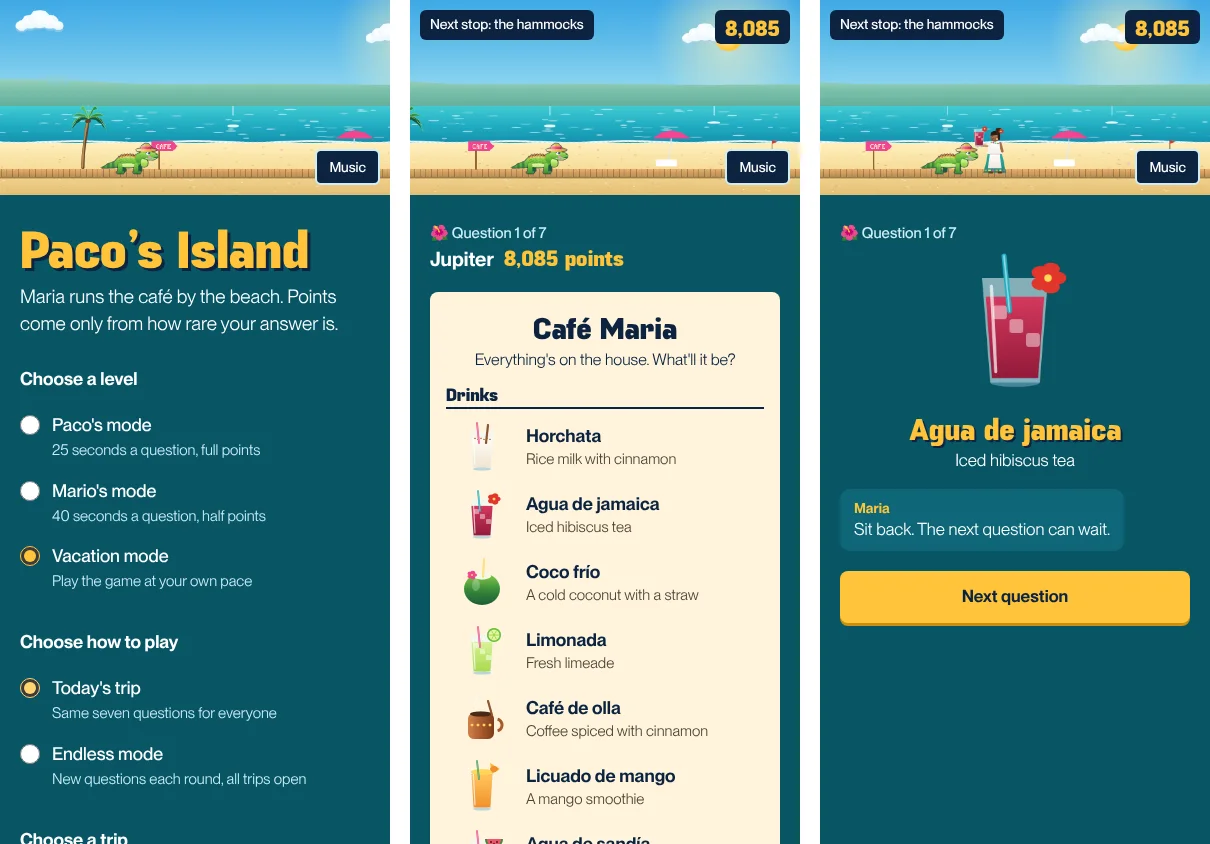 CAFÉ
Music
Paco's Island
Maria runs the café by the beach. Points
come only from how rare your answer is.
Choose a level
Paco's mode
25 seconds a question, full points
Mario's mode
40 seconds a question, half points
Vacation mode
Play the game at your own pace
Choose how to play
Today's trip
Same seven questions for everyone
Endless mode
New questions each round, all trips open
Choose a trip
Next stop: the hammocks
8,085
CAFÉ
Music
Question 1 of 7
Jupiter 8,085 points
Café Maria
Everything's on the house. What'll it be?
Drinks
Horchata
Rice milk with cinnamon
Agua de jamaica
Iced hibiscus tea
Coco frío
A cold coconut with a straw
Limonada
Fresh limeade
Café de olla
Coffee spiced with cinnamon
Licuado de mango
A mango smoothie
Agua de sandía
Next stop: the hammocks
8,085
CAFÉ
Music
Question 1 of 7
Agua de jamaica
Iced hibiscus tea
Maria
Sit back. The next question can wait.
Next question